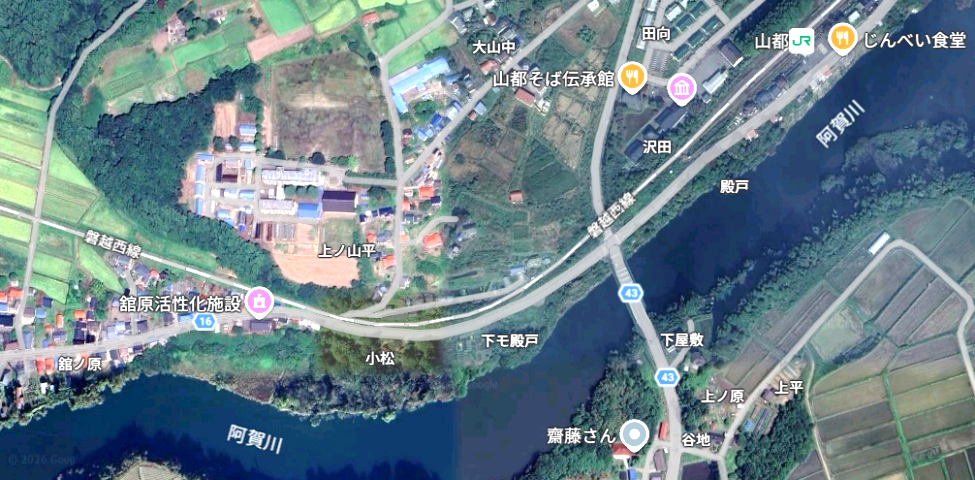 田向
大山中
山都
JR
じんべい食堂
山都そば伝承館
阿賀川
沢田
殿戸
磐越西線
磐越西線
上ノ山平
43
舘原活性化施設
16
下モ殿戸
下屋敷
小松
舘ノ原
43
上平
上ノ原
阿賀川
齋藤さん
谷地